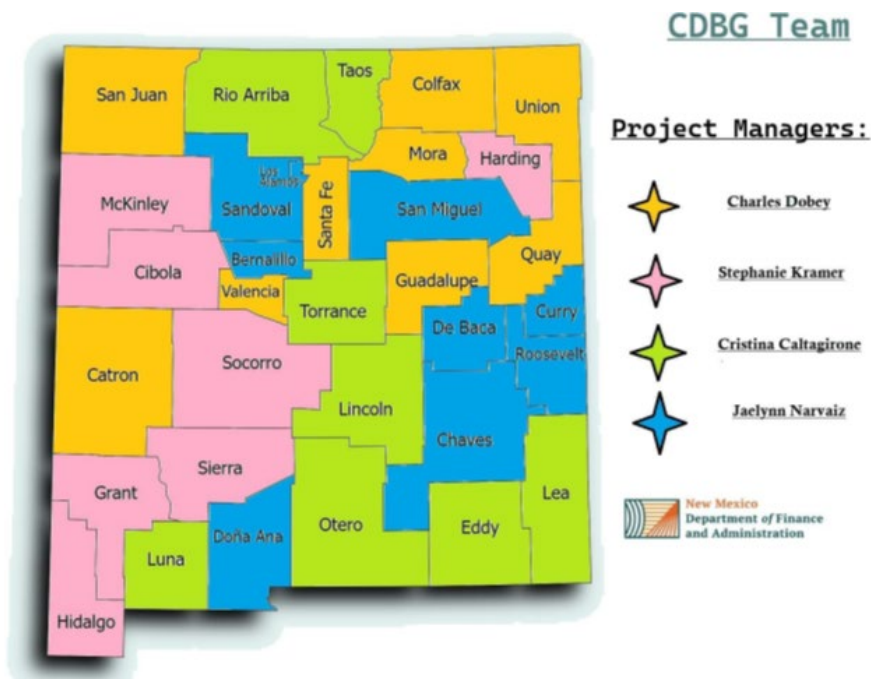 CDBG Team
Project Managers:
Charles Dobey
Stephanie Kramer
Cristina Caltagirone
Jaelynn Narvaiz
New Mexico
Department of Finance
and Administration
San Juan
Rio Arriba
Taos
Colfax
Union
Mora
Harding
McKinley
Los
Alamos
Sandoval
Santa Fe
San Miguel
Quay
Cibola
Bernalillo
Valencia
Torrance
Guadalupe
Curry
De Baca
Roosevelt
Catron
Socorro
Lincoln
Chaves
Sierra
Grant
Luna
Doña Ana
Otero
Eddy
Lea
Hidalgo